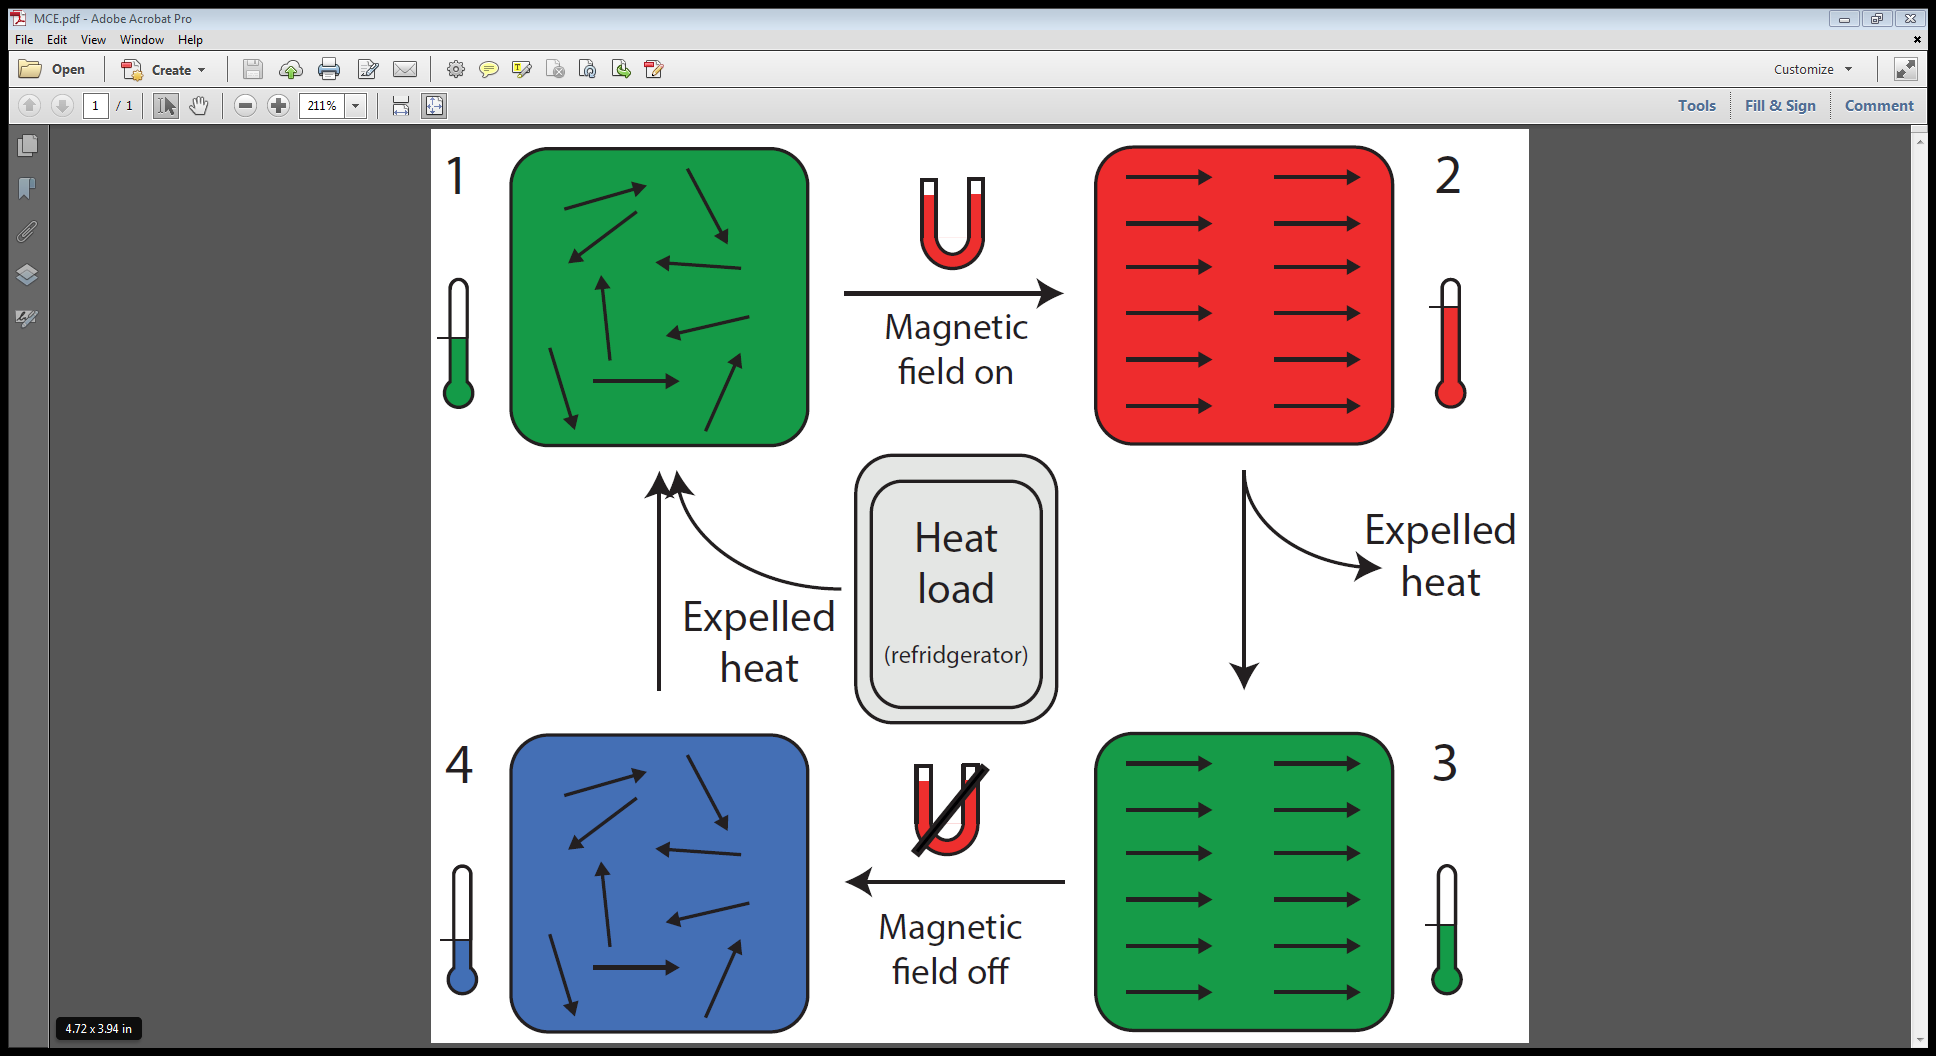 MCE.pdf - Adobe Acrobat Pro
File Edit View Window Help
Open Create Customize
1 / 1 211% Tools Fill & Sign Comment
1
2
Magnetic
field on
Heat
load
(refridgerator)
Expelled
heat
Expelled
heat
4
3
Magnetic
field off
4.72 x 3.94 in